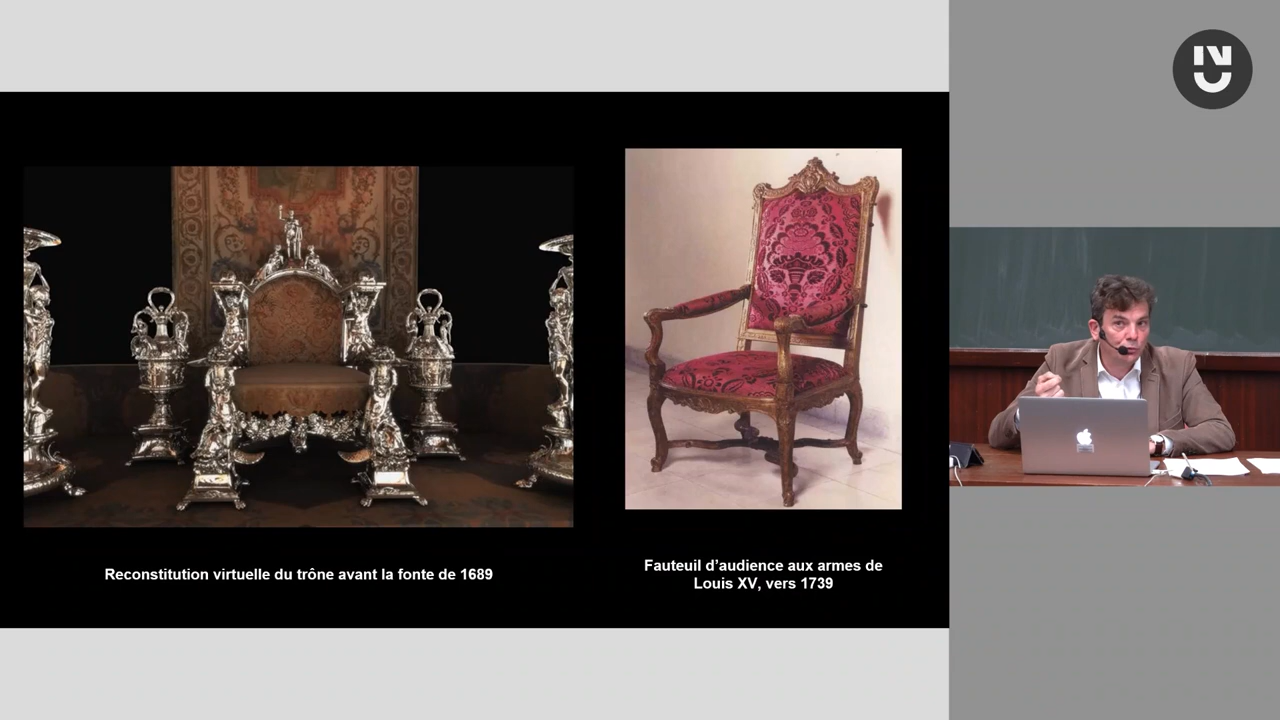 Reconstitution virtuelle du trône avant la fonte de 1689
Fauteuil d’audience aux armes de
Louis XV, vers 1739